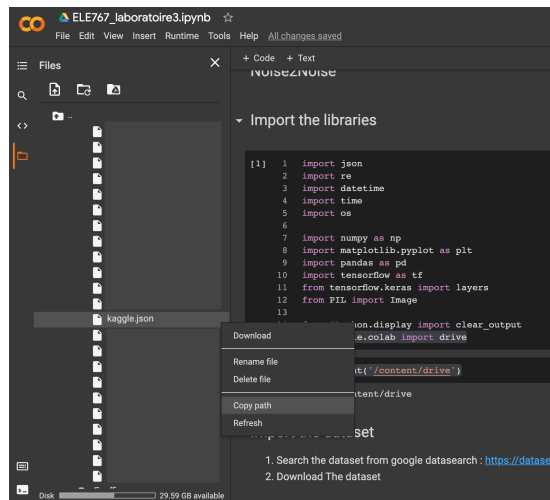 ELE767_laboratoire3.ipynb
File Edit View Insert Runtime Tools Help All changes saved
Files
+ Code + Text
Noise2Noise
..
Import the libraries
[1] 1 import json
2 import re
3 import datetime
4 import time
5 import os
6
7 import numpy as np
8 import matplotlib.pyplot as plt
9 import pandas as pd
10 import tensorflow as tf
11 from tensorflow.keras import layers
12 from PIL import Image
13
kaggle.json
hon.display import clear_output
le.colab import drive
Download
Rename file
Delete file
Copy path
Refresh
nt('/content/drive')
ntent/drive
Import the dataset
1. Search the dataset from google datasearch : https://datase
2. Download The dataset
Disk 29.59 GB available